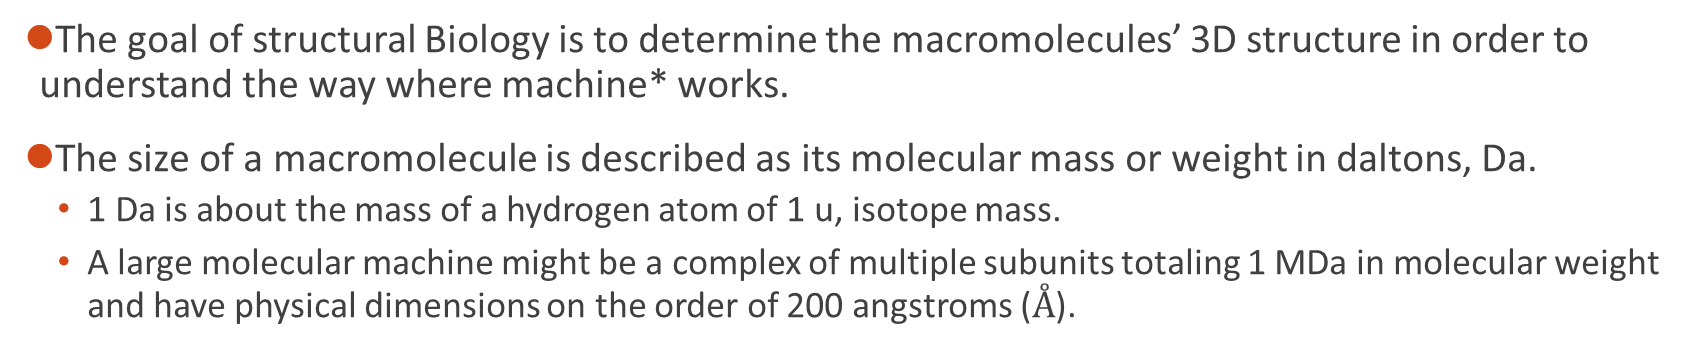 ●The goal of structural Biology is to determine the macromolecules’ 3D structure in order to
understand the way where machine* works.
●The size of a macromolecule is described as its molecular mass or weight in daltons, Da.
• 1 Da is about the mass of a hydrogen atom of 1 u, isotope mass.
• A large molecular machine might be a complex of multiple subunits totaling 1 MDa in molecular weight
and have physical dimensions on the order of 200 angstroms (Å).